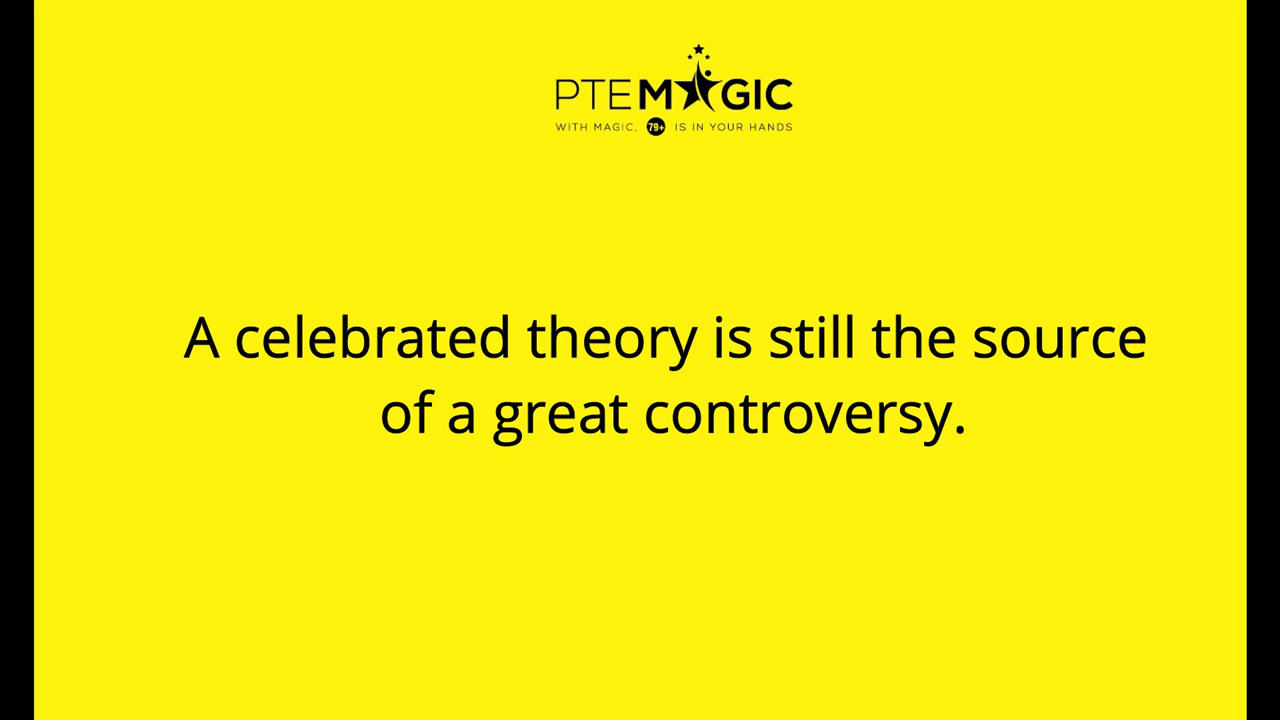 PTEMAGIC
WITH MAGIC, 79+ IS IN YOUR HANDS
A celebrated theory is still the source
of a great controversy.